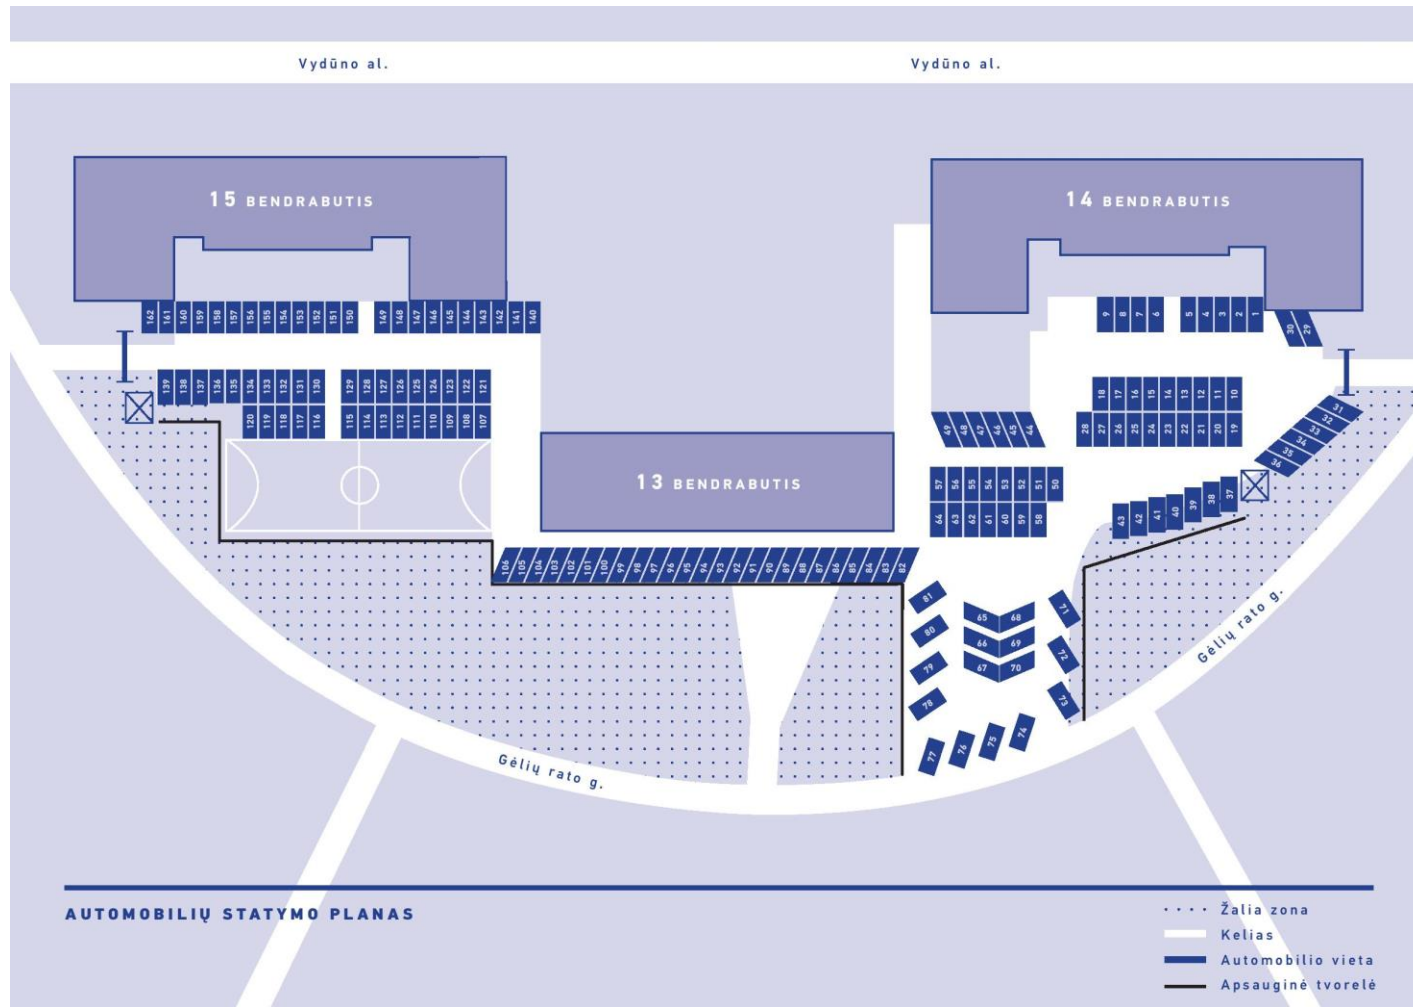 Vydūno al. Vydūno al.
15 BENDRABUTIS 14 BENDRABUTIS
162 161 160 159 158 157 156 155 154 153 152 151 150 149 148 147 146 145 144 143 142 141 140
9 8 7 6 5 4 3 2 1 30 29
139 138 137 136 135 134 133 132 131 130 129 128 127 126 125 124 123 122 121
18 17 16 15 14 13 12 11 10
31
32
33
34
35
36
120 119 118 117 116 115 114 113 112 111 110 109 108 107
49 48 47 46 45 44
28 27 26 25 24 23 22 21 20 19
13 BENDRABUTIS
57 56 55 54 53 52 51 50
64 63 62 61 60 59 58
43 42 41 40 39 38 37
106 105 104 103 102 101 100 99 98 97 96 95 94 93 92 91 90 89 88 87 86 85 84 83 82
81
80
79
78
65 68
66 69
67 70
71
72
73
77 76 75 74
Gėlių rato g.
Gėlių rato g.
AUTOMOBILIŲ STATYMO PLANAS
Žalia zona
Kelias
Automobilio vieta
Apsauginė tvorelė